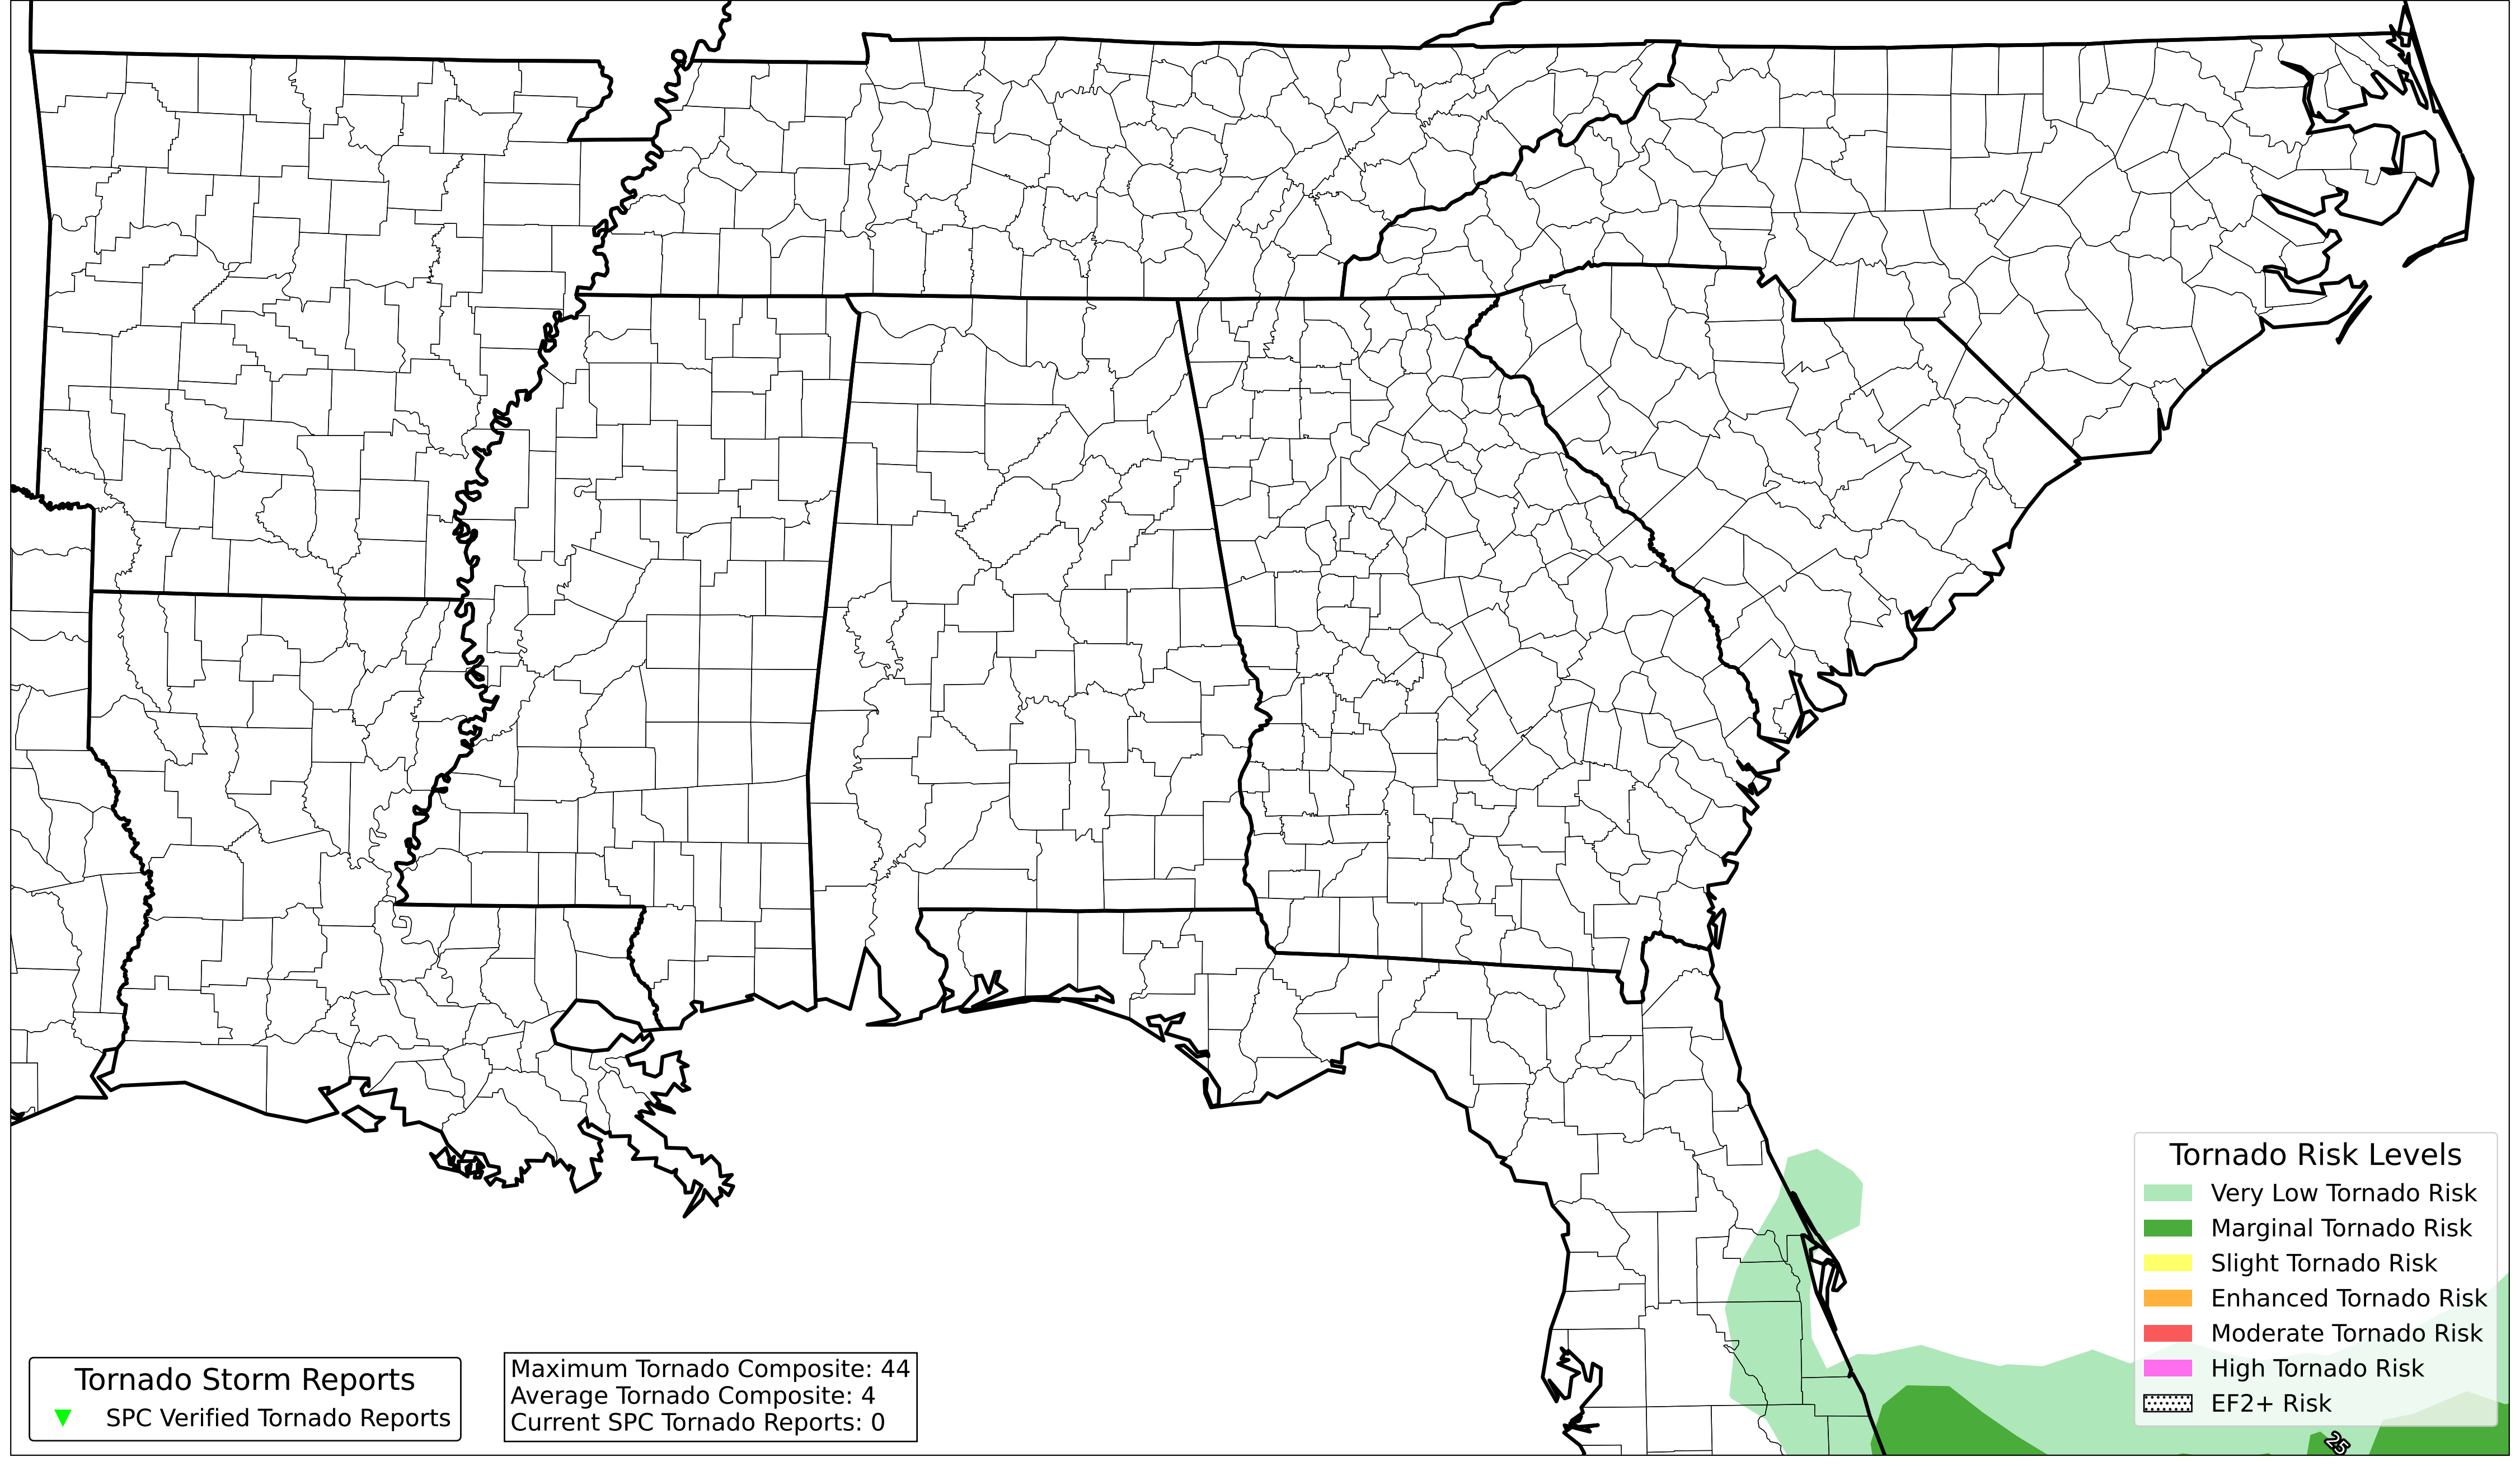 Tornado Risk Levels
Very Low Tornado Risk
Marginal Tornado Risk
Slight Tornado Risk
Enhanced Tornado Risk
Moderate Tornado Risk
High Tornado Risk
EF2+ Risk
Tornado Storm Reports
SPC Verified Tornado Reports
Maximum Tornado Composite: 44
Average Tornado Composite: 4
Current SPC Tornado Reports: 0
25